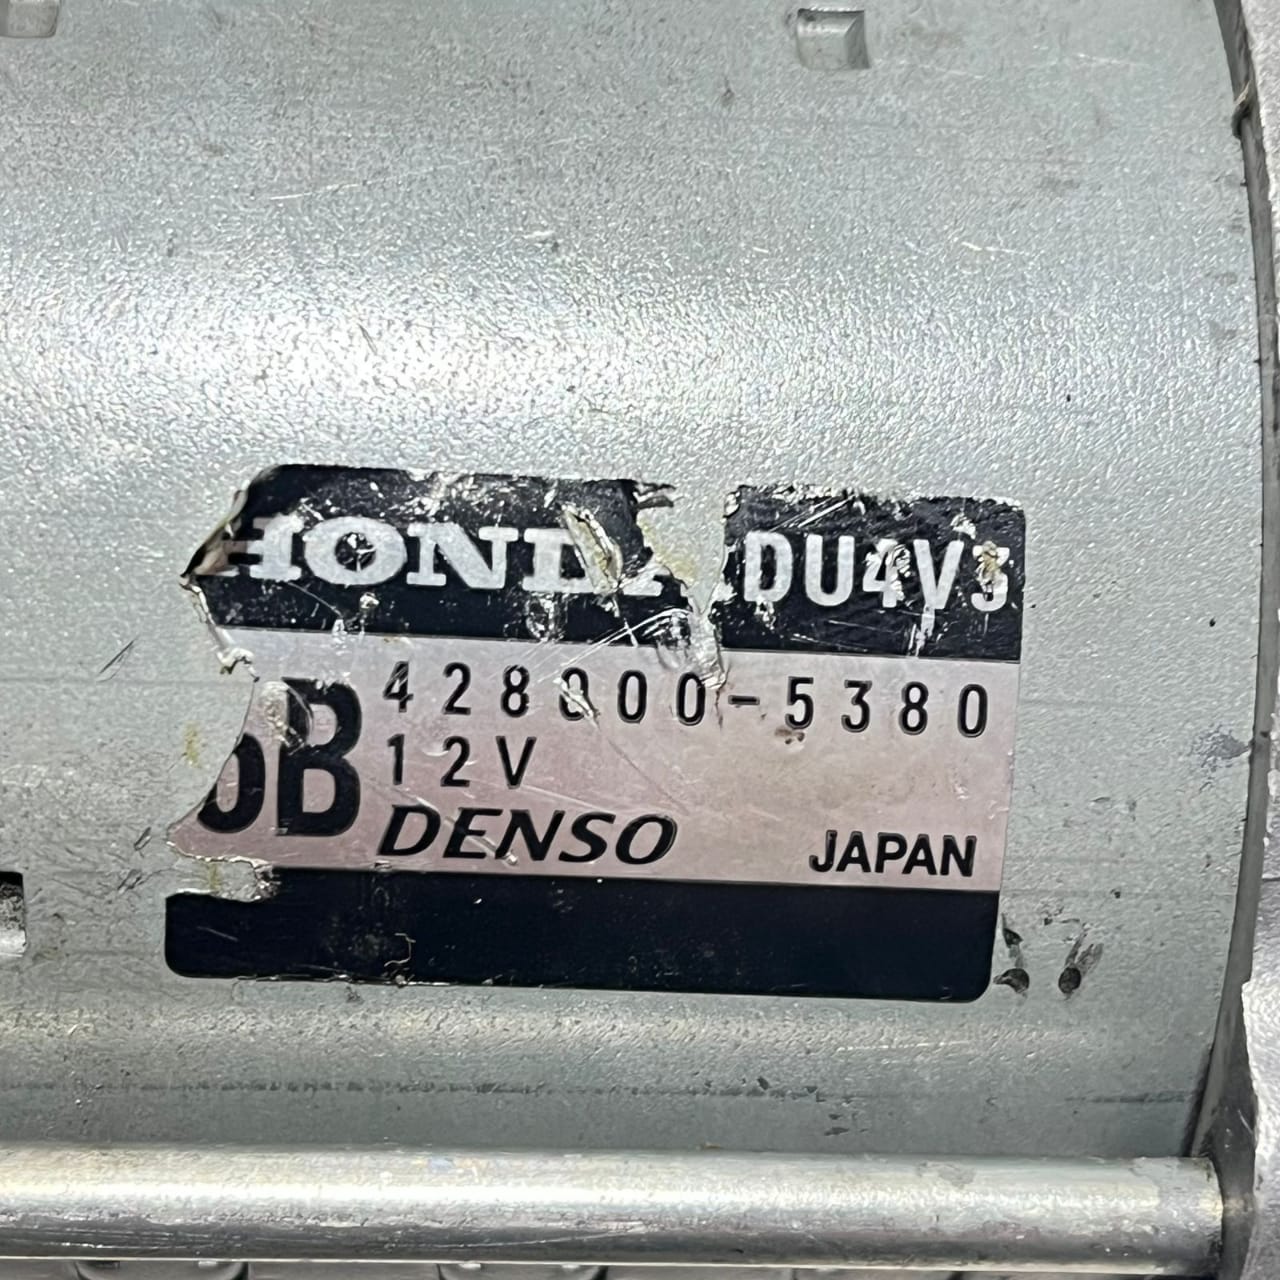 HONDA DU4V3
428000-5380
B
12V
DENSO JAPAN